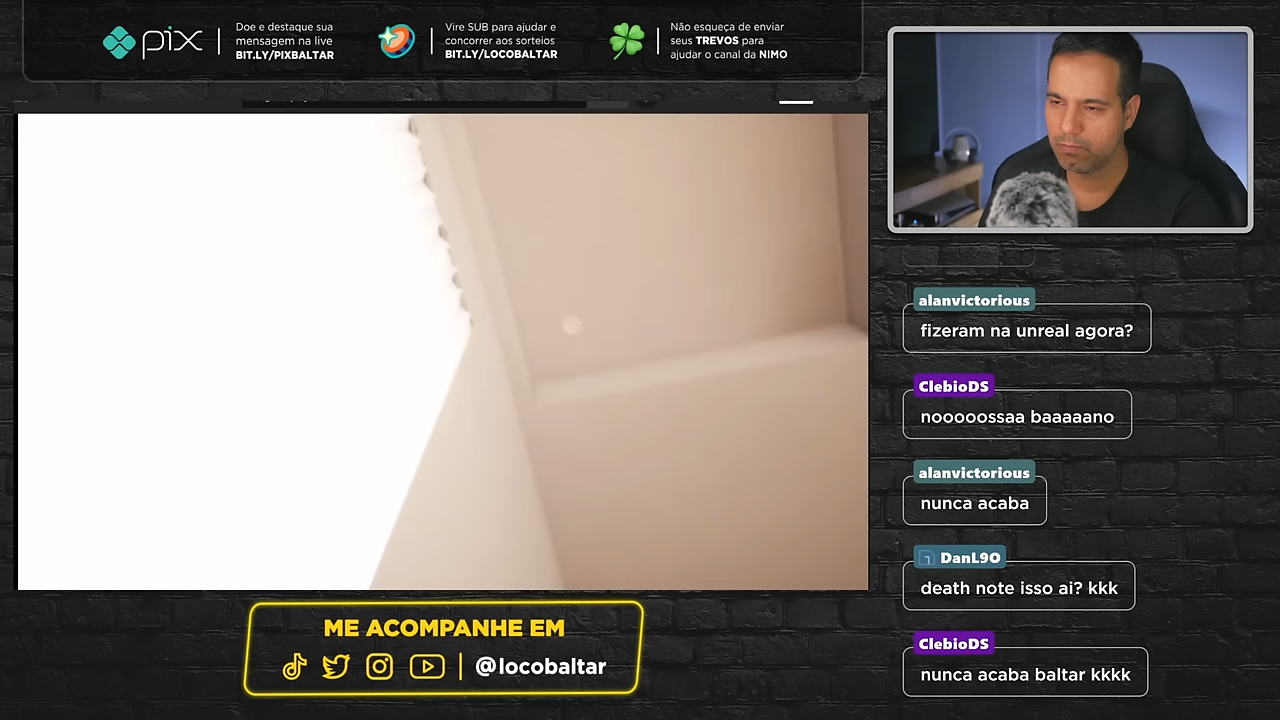 pix
Doe e destaque sua
mensagem na live
BIT.LY/PIXBALTAR
Vire SUB para ajudar e
concorrer aos sorteios
BIT.LY/LOCOBALTAR
Não esqueça de enviar
seus TREVOS para
ajudar o canal da NIMO
alanvictorious
fizeram na unreal agora?
ClebioDS
nooooossaa baaaaano
alanvictorious
nunca acaba
DanL90
death note isso ai? kkk
ClebioDS
nunca acaba baltar kkkk
ME ACOMPANHE EM
@locobaltar